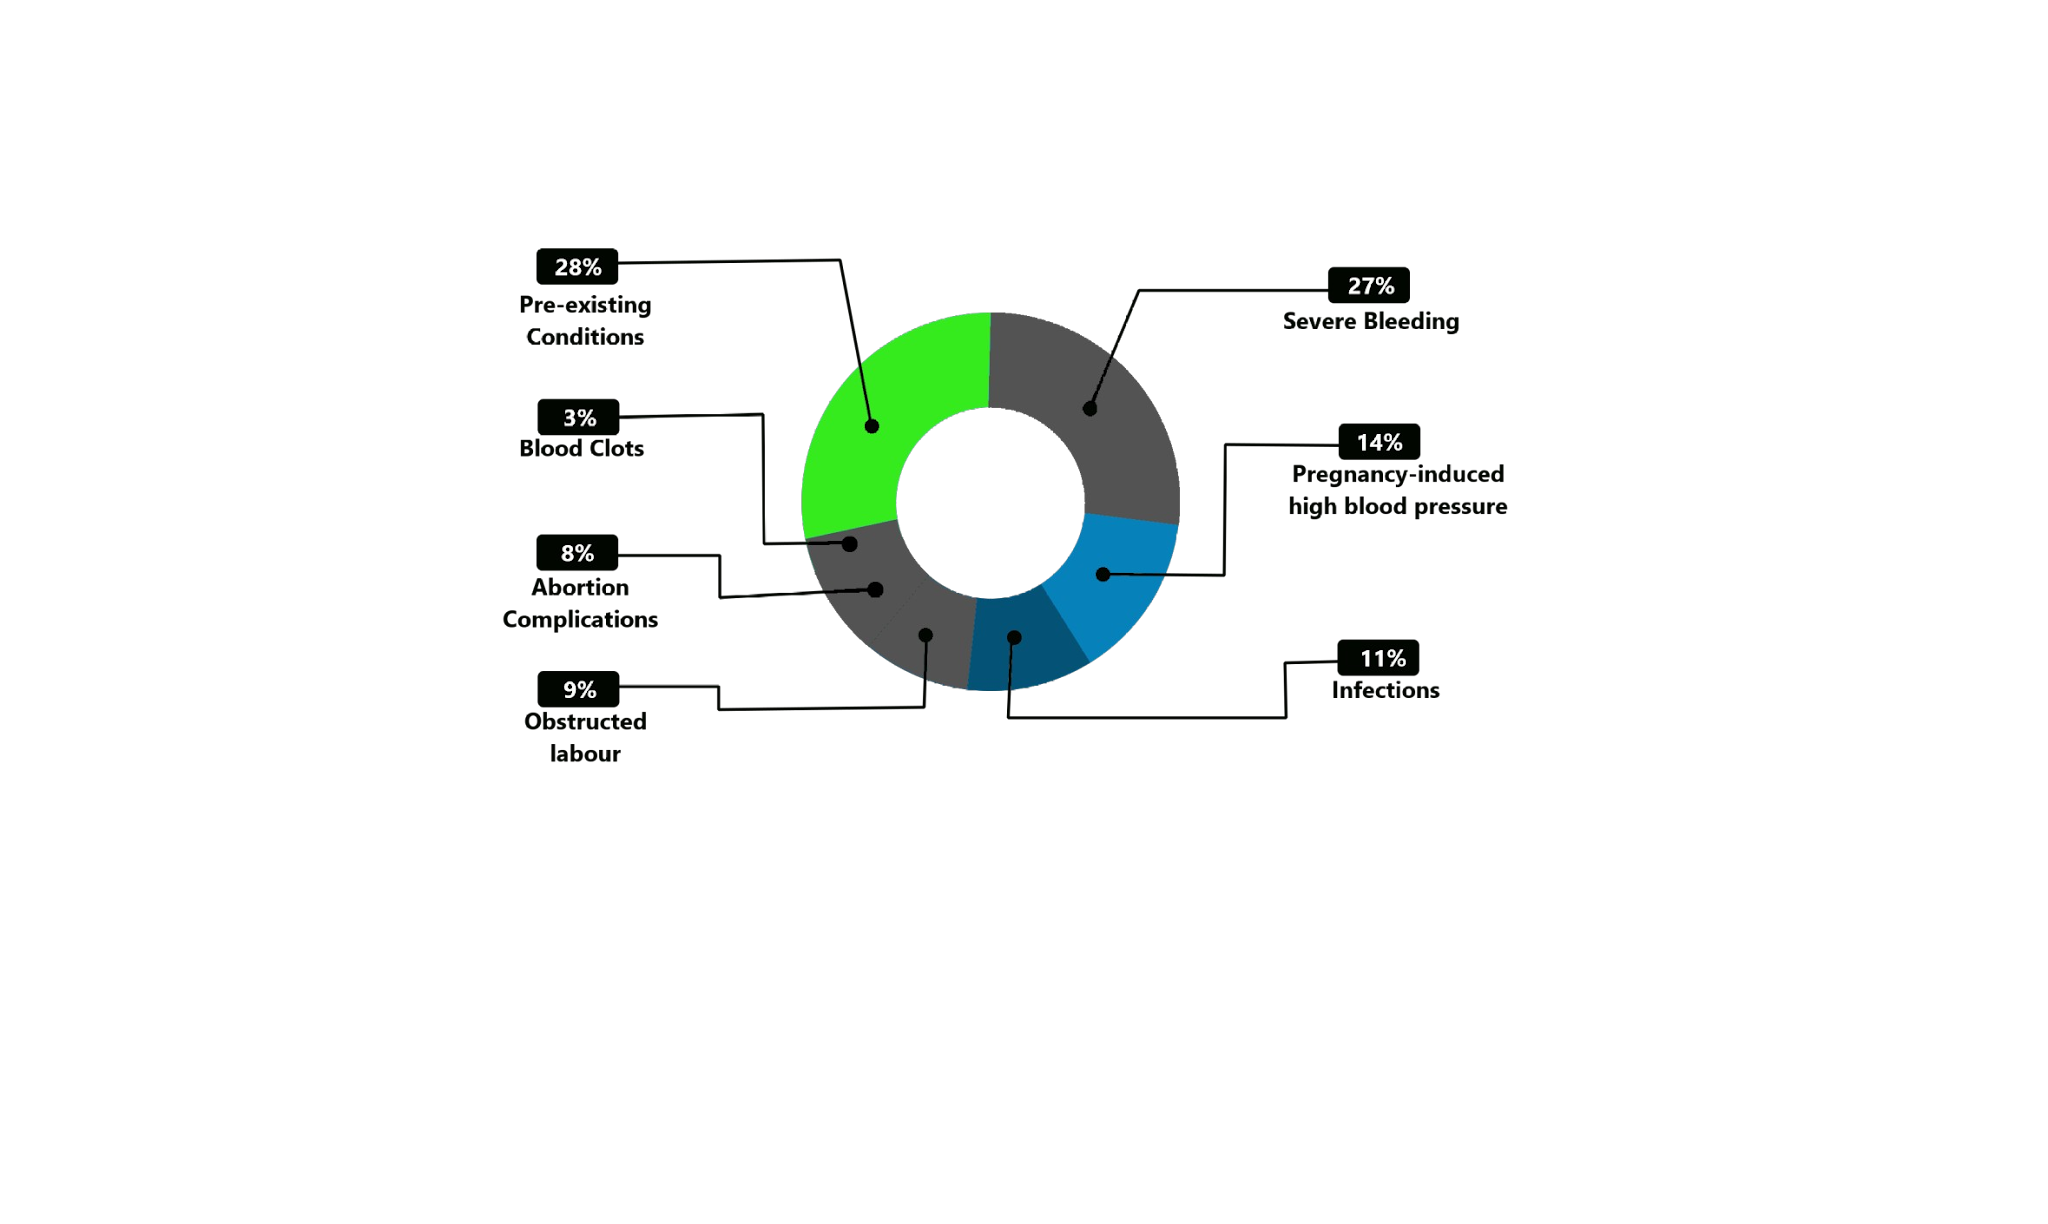 28%
Pre-existing
Conditions
3%
Blood Clots
8%
Abortion
Complications
9%
Obstructed
labour
27%
Severe Bleeding
14%
Pregnancy-induced
high blood pressure
11%
Infections